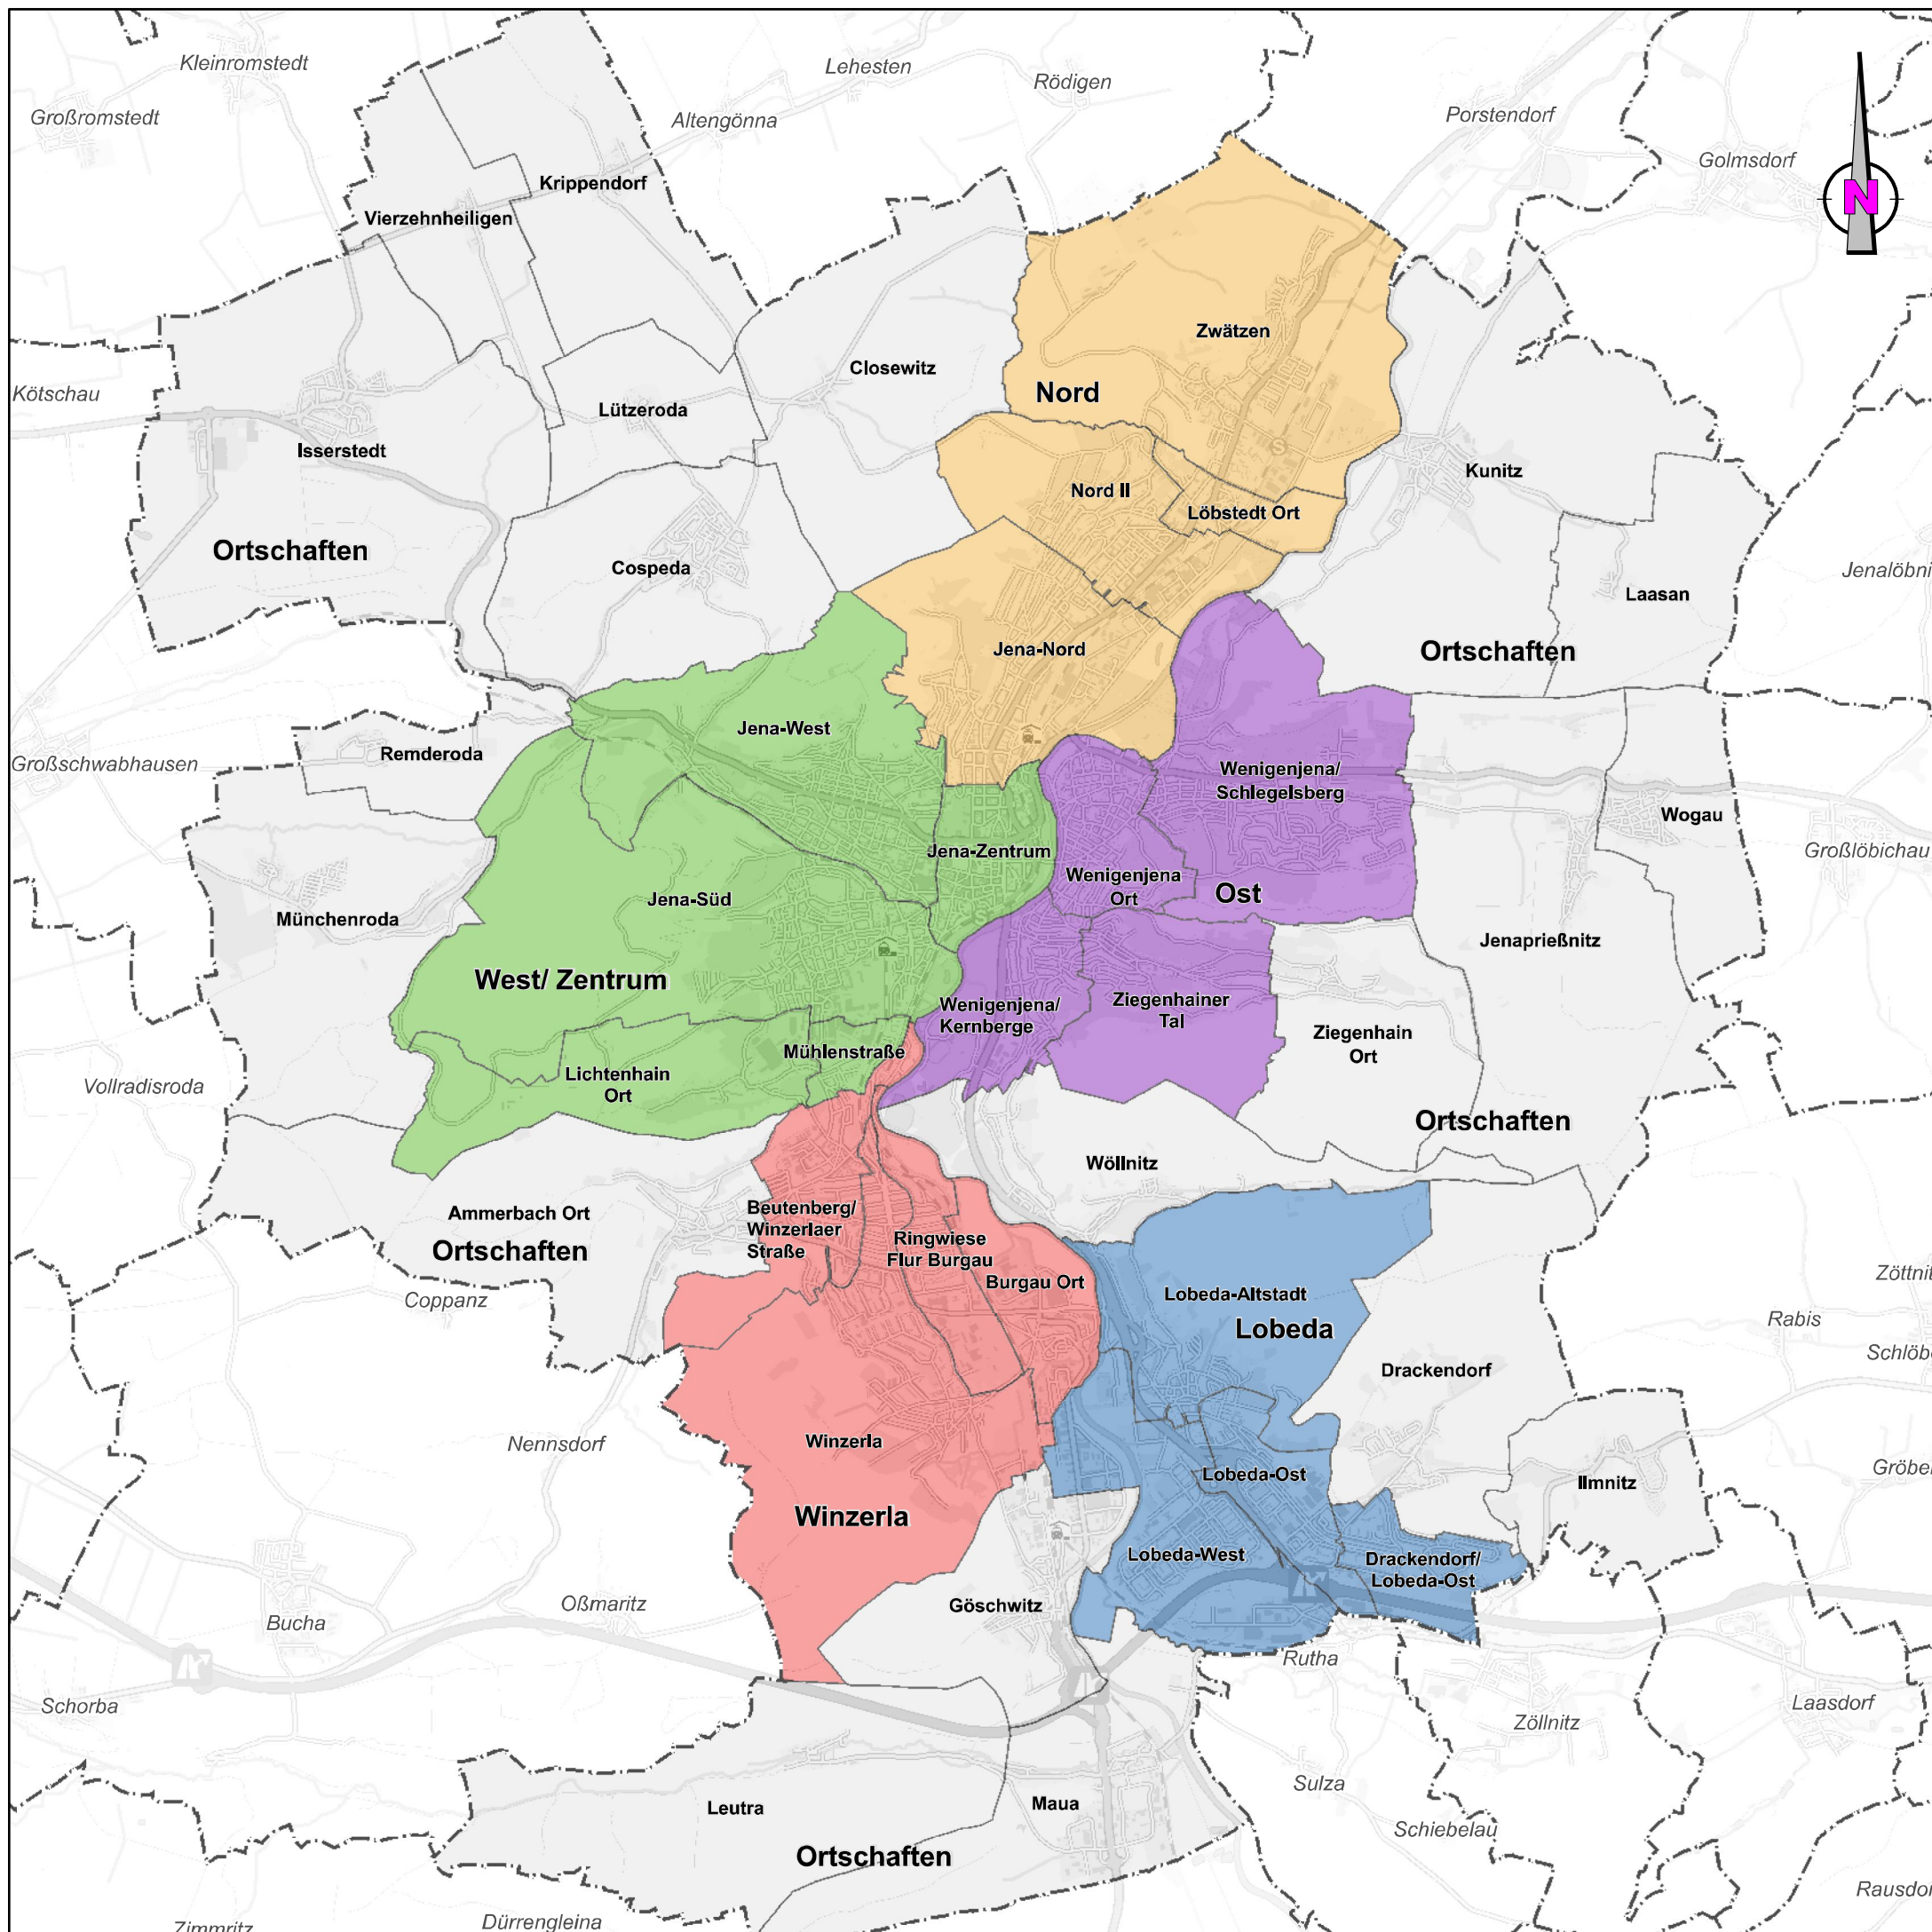 Kleinromstedt
Lehesten
Rödigen
Großromstedt
Altengönna
Porstendorf
Golmsdorf
N
Krippendorf
Vierzehnheiligen
Zwätzen
Closewitz
Nord
Kötschau
Lützeroda
Isserstedt
Kunitz
Nord II
Löbstedt Ort
S
Ortschaften
Cospeda
Jenalöbni
Laasan
Jena-Nord
Ortschaften
Jena-West
Remderoda
Großschwabhausen
Wenigenjena/
Schlegelsberg
Wogau
Jena-Zentrum
Großlöbichau
Wenigenjena
Ort
Ost
Jena-Süd
Münchenroda
Jenaprießnitz
West/ Zentrum
Wenigenjena/
Kernberge
Ziegenhainer
Tal
Ziegenhain
Ort
Mühlenstraße
Lichtenhain
Ort
Vollradisroda
Ortschaften
Wöllnitz
Ammerbach Ort
Beutenberg/
Winzerlaer
Straße
Ortschaften
Ringwiese
Flur Burgau
Burgau Ort
Zöttnit
Coppanz
Lobeda-Altstadt
Lobeda
Rabis
Schlöb
Drackendorf
Nennsdorf
Winzerla
Lobeda-Ost
Gröbe
Ilmnitz
Winzerla
Lobeda-West
Drackendorf/
Lobeda-Ost
Oßmaritz
Göschwitz
Bucha
Rutha
Schorba
Laasdorf
Zöllnitz
Sulza
Leutra
Maua
Schiebelau
Ortschaften
Rausdor
Dürrengleina
Zimmritz